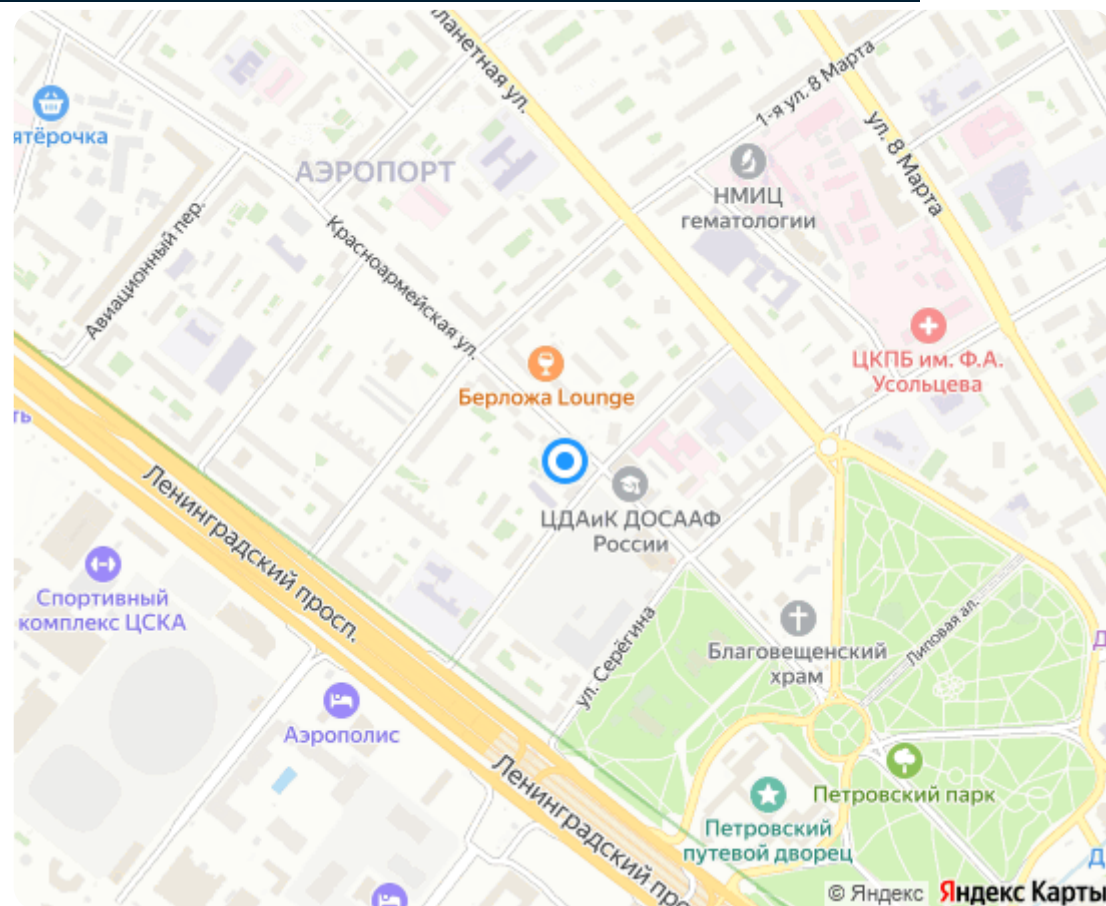 ланетная ул.
1-я ул. 8 Марта
ул. 8 Марта
ятёрочка
АЭРОПОРТ
НМИЦ
гематологии
Авиационный пер.
Красноармейская ул.
ЦКПБ им. Ф.А.
Усольцева
Берложа Lounge
ть
Ленинградский просп.
ЦДАиК ДОСААФ
России
Спортивный
комплекс ЦСКА
ул. Серёгина
Липовая ал.
Благовещенский
храм
Д
Аэрополис
Ленинградский про
Петровский парк
Петровский
путевой дворец
Д
© Яндекс Яндекс Карты